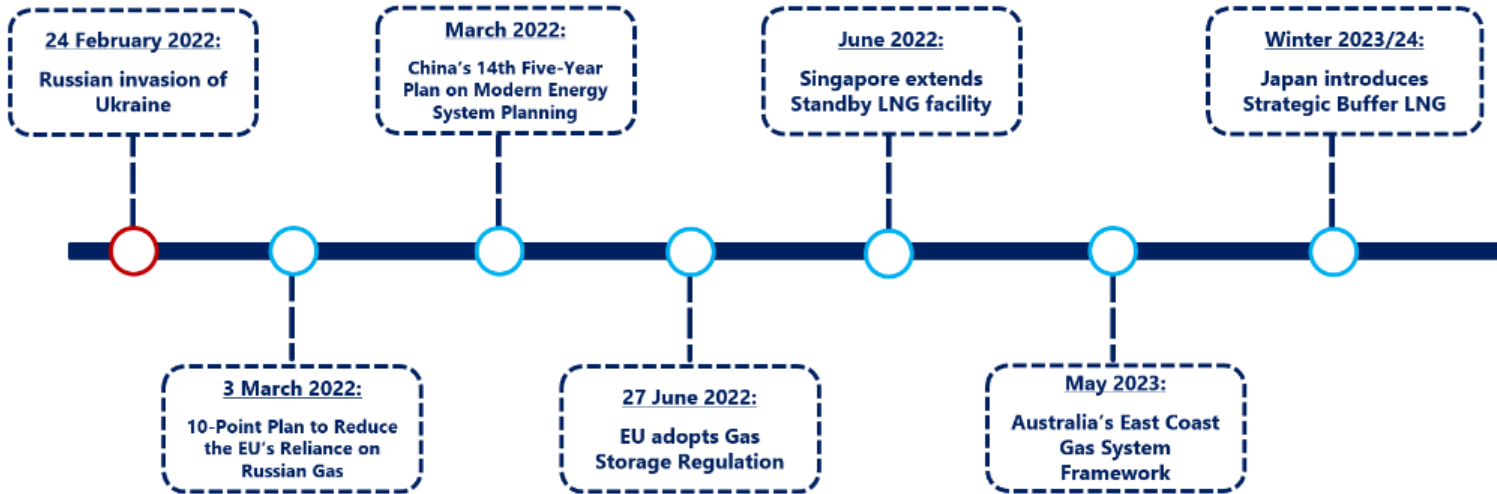 24 February 2022:
Russian invasion of
Ukraine
3 March 2022:
10-Point Plan to Reduce
the EU's Reliance on
Russian Gas
March 2022:
China's 14th Five-Year
Plan on Modern Energy
System Planning
27 June 2022:
EU adopts Gas
Storage Regulation
June 2022:
Singapore extends
Standby LNG facility
May 2023:
Australia's East Coast
Gas System
Framework
Winter 2023/24:
Japan introduces
Strategic Buffer LNG